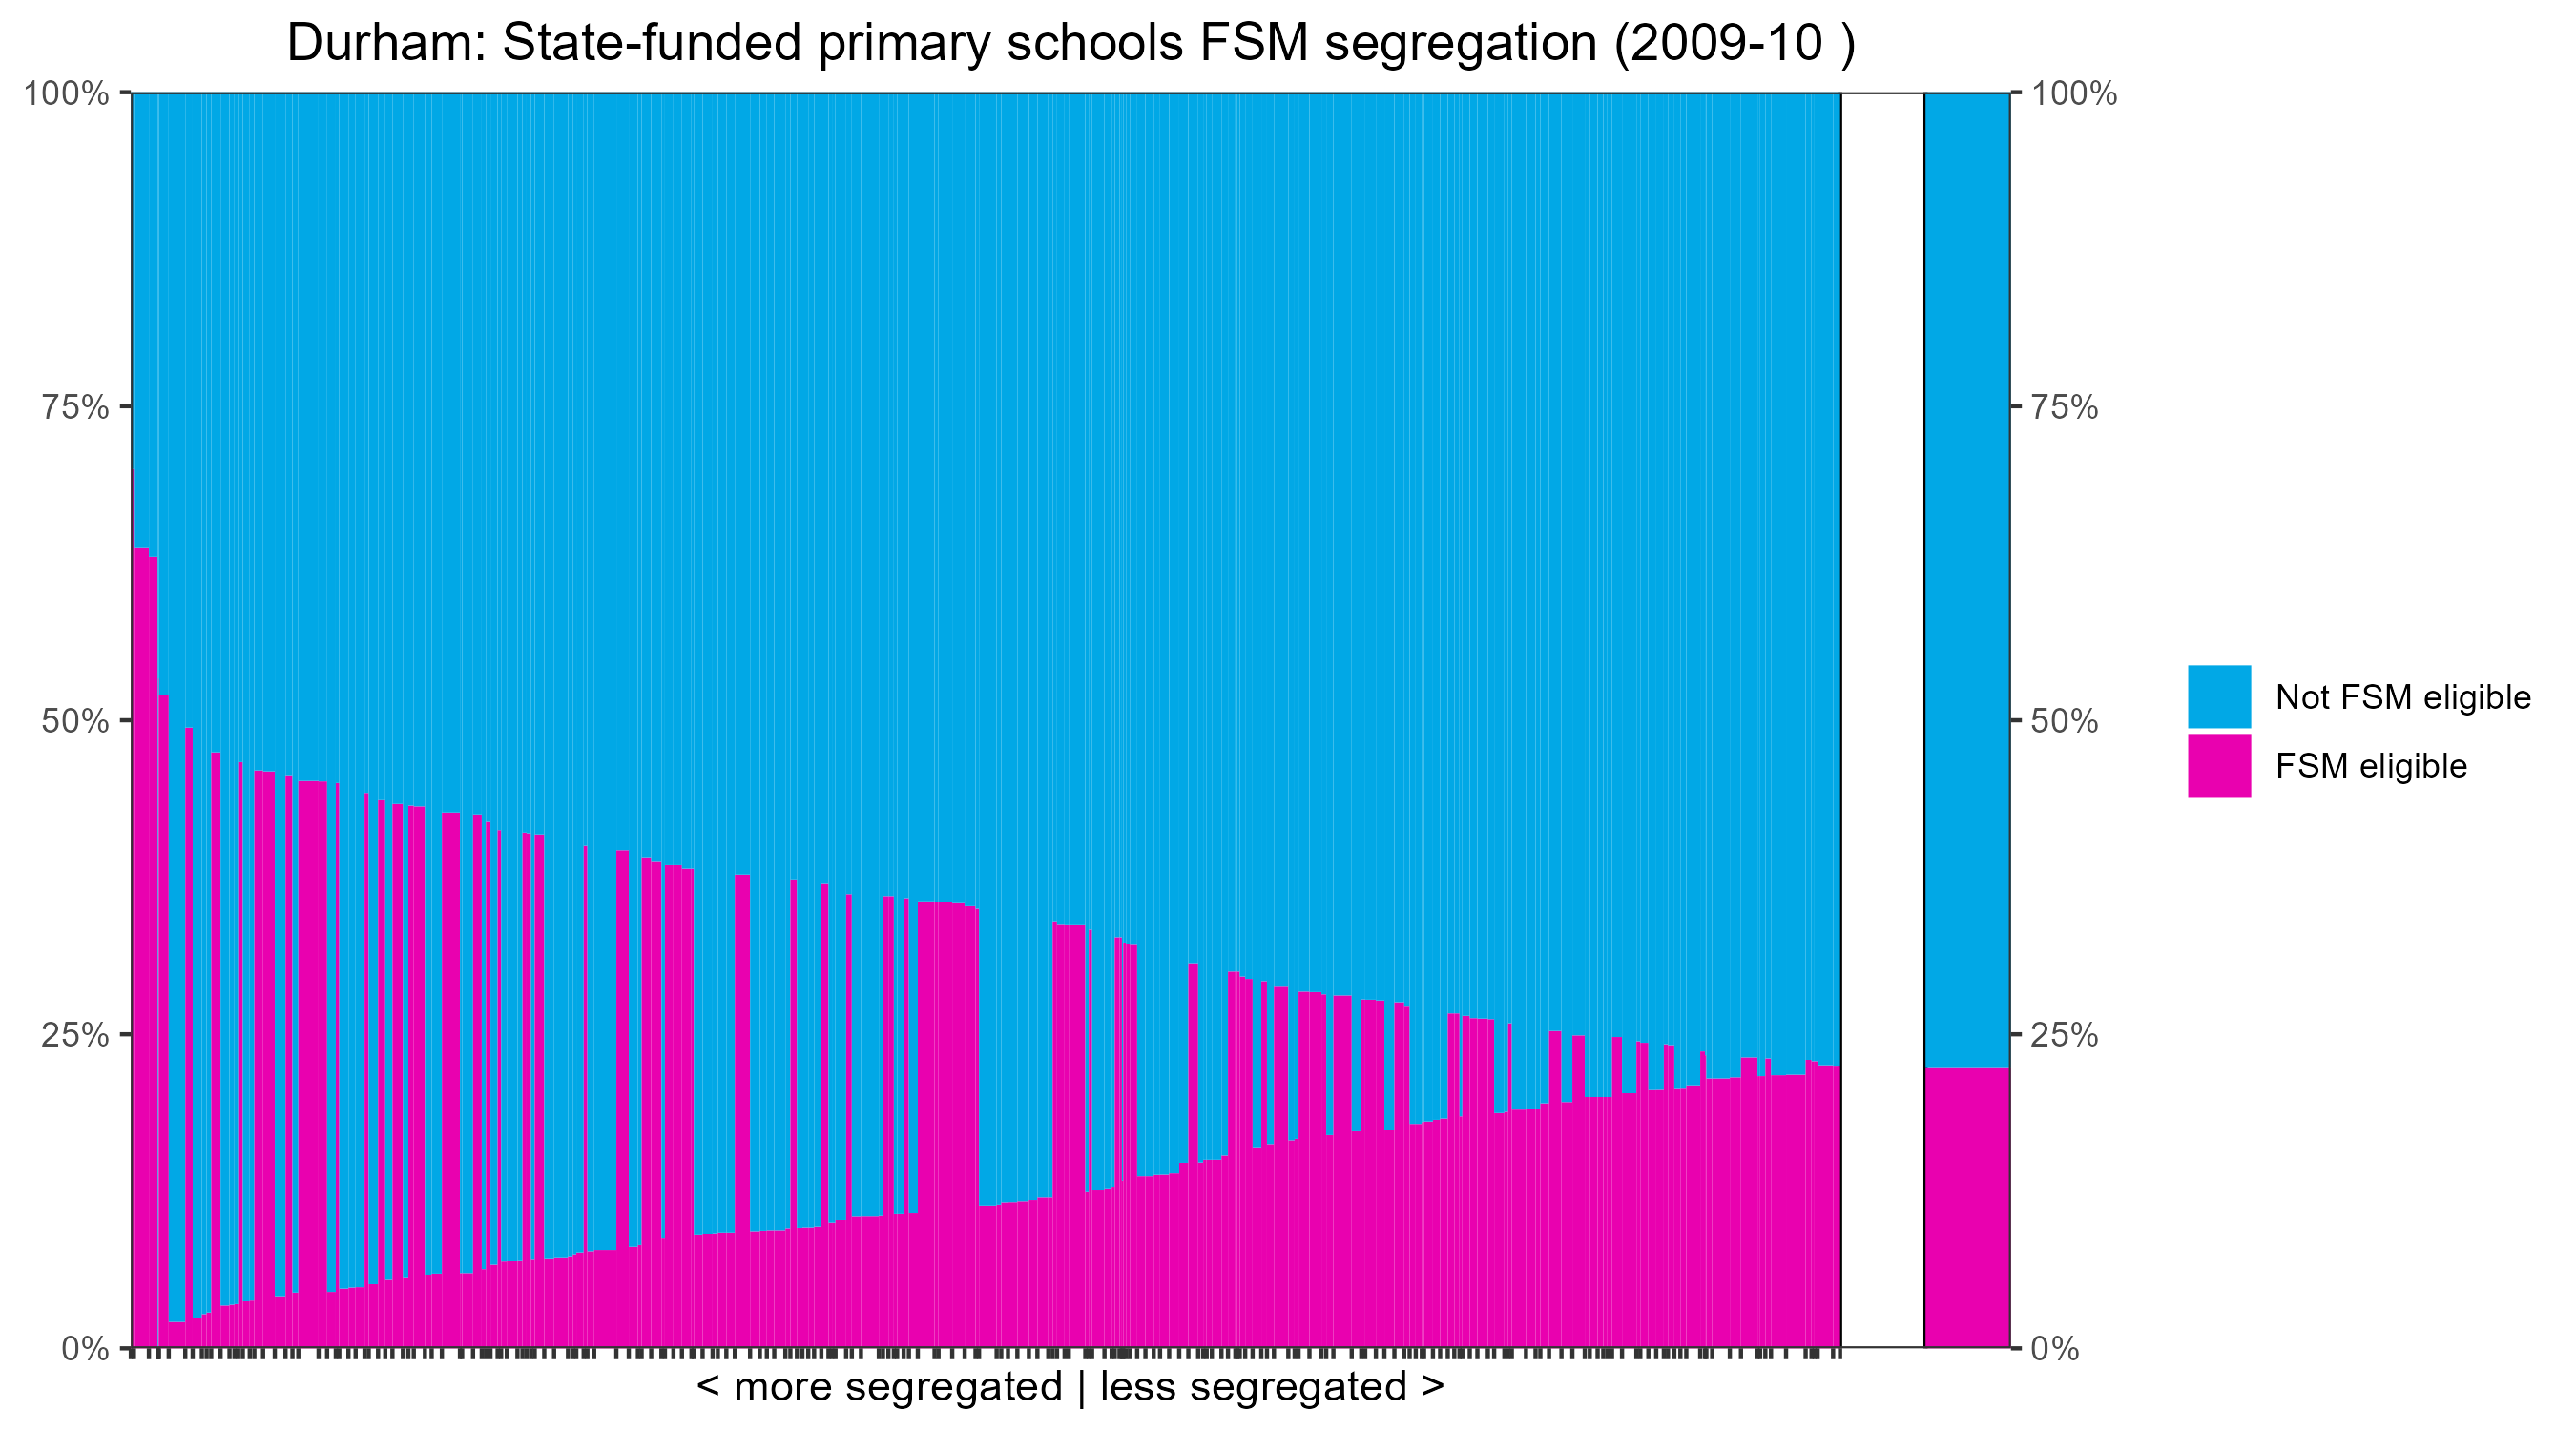 Durham: State-funded primary schools FSM segregation (2009-10 )
100%
75%
50%
25%
0%
100%
75%
50%
25%
0%
Not FSM eligible
FSM eligible
< more segregated | less segregated >